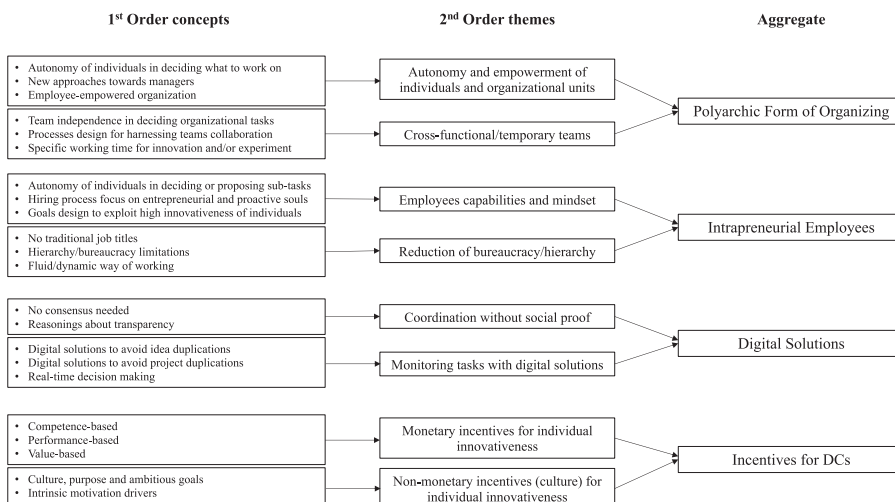 1st Order concepts
2nd Order themes
Aggregate
• Autonomy of individuals in deciding what to work on
• New approaches towards managers
• Employee-empowered organization
Autonomy and empowerment of
individuals and organizational units
• Team independence in deciding organizational tasks
• Processes design for harnessing teams collaboration
• Specific working time for innovation and/or experiment
Cross-functional/temporary teams
Polyarchic Form of Organizing
• Autonomy of individuals in deciding or proposing sub-tasks
• Hiring process focus on entrepreneurial and proactive souls
• Goals design to exploit high innovativeness of individuals
Employees capabilities and mindset
• No traditional job titles
• Hierarchy/bureaucracy limitations
• Fluid/dynamic way of working
Reduction of bureaucracy/hierarchy
Intrapreneurial Employees
• No consensus needed
• Reasonings about transparency
Coordination without social proof
• Digital solutions to avoid idea duplications
• Digital solutions to avoid project duplications
• Real-time decision making
Monitoring tasks with digital solutions
Digital Solutions
• Competence-based
• Performance-based
• Value-based
Monetary incentives for individual
innovativeness
• Culture, purpose and ambitious goals
• Intrinsic motivation drivers
Non-monetary incentives (culture) for
individual innovativeness
Incentives for DCs